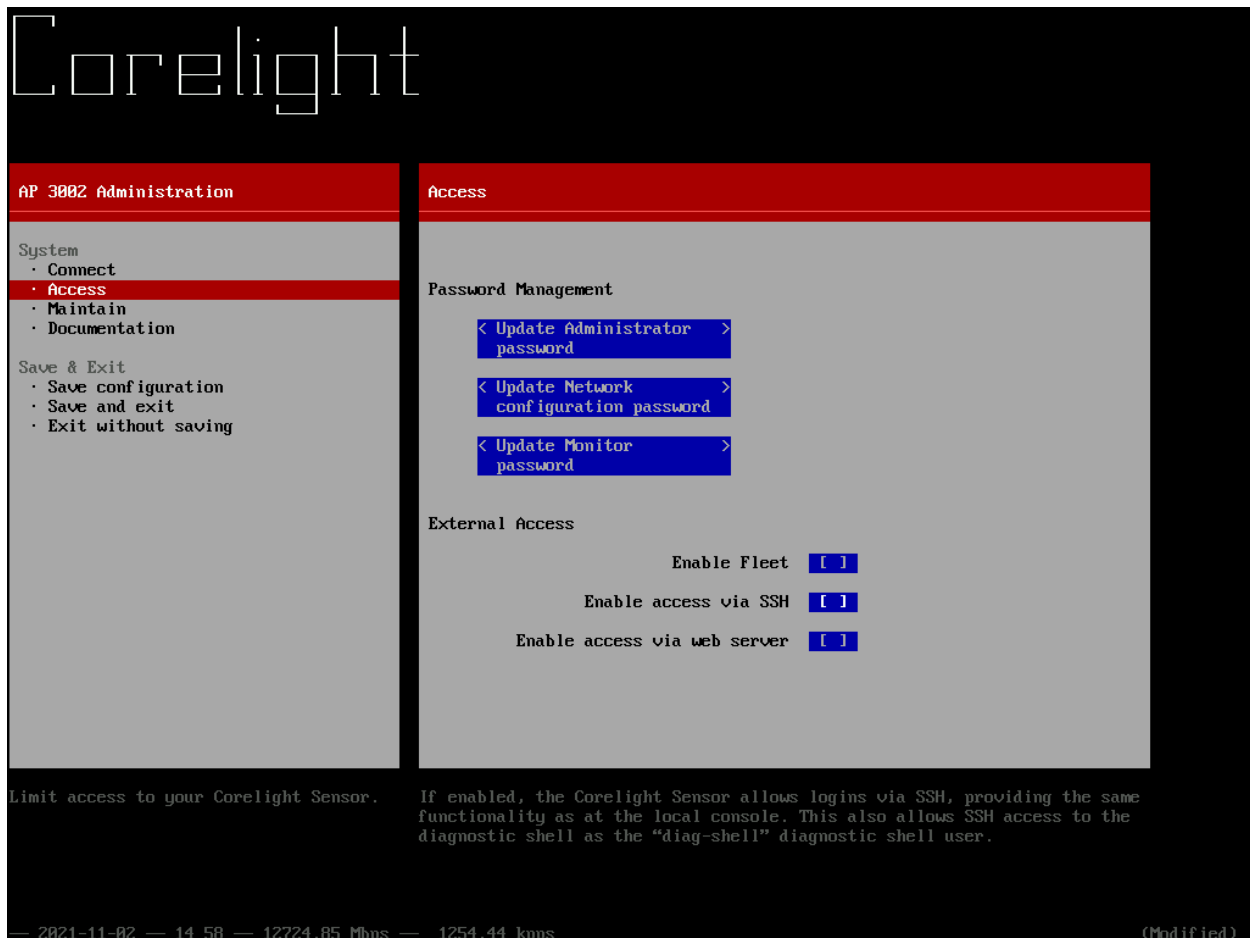 Corelight
AP 3002 Administration
System
· Connect
· Access
· Maintain
· Documentation
Save & Exit
· Save configuration
· Save and exit
· Exit without saving
Access
Password Management
< Update Administrator >
password
< Update Network >
configuration password
< Update Monitor >
password
External Access
Enable Fleet [ ]
Enable access via SSH [ ]
Enable access via web server [ ]
Limit access to your Corelight Sensor.
If enabled, the Corelight Sensor allows logins via SSH, providing the same
functionality as at the local console. This also allows SSH access to the
diagnostic shell as the “diag-shell” diagnostic shell user.
— 2021-11-02 — 14 58 — 12724.85 Mbps — 1254.44 kpps (Modified)